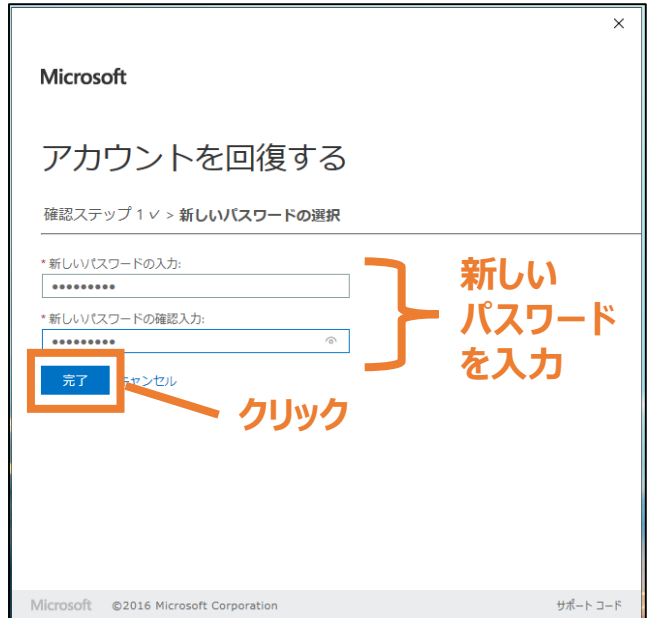 ×
Microsoft
アカウントを回復する
確認ステップ 1 ✓ > 新しいパスワードの選択
* 新しいパスワードの入力:
●●●●●●●●●
* 新しいパスワードの確認入力:
●●●●●●●●●
新しい
パスワード
を入力
完了 キャンセル
クリック
Microsoft ©2016 Microsoft Corporation サポート コード